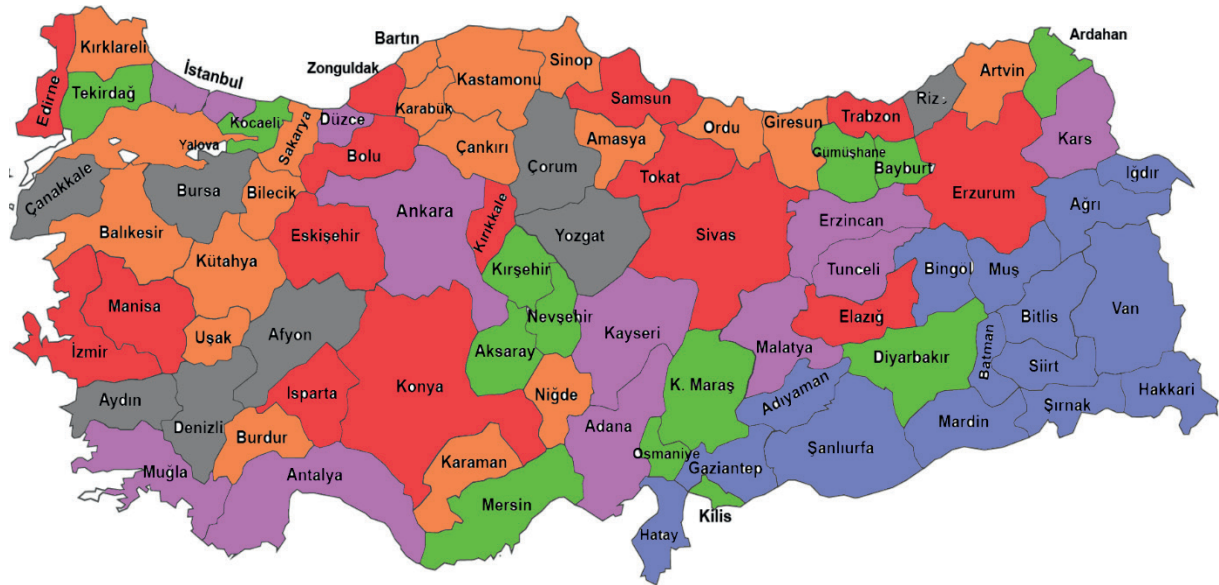 Ardahan
Bartın
Kırklareli
Sinop
Artvin
İstanbul
Zonguldak
Kastamonu
Tekirdağ
Edirne
Samsun
Karabük
Trabzon
Kocaeli
Düzce
Sakarya
Ordu
Giresun
Kars
Yalova
Bolu
Çankırı
Amasya
Gümüşhane
Bayburt
Çorum
Iğdır
Tokat
Çanakkale
Bursa
Bilecik
Erzurum
Ağrı
Ankara
Kırıkkale
Erzincan
Balıkesir
Eskişehir
Yozgat
Sivas
Kütahya
Kırşehir
Tunceli
Bingöl
Muş
Manisa
Van
Uşak
Afyon
Nevşehir
Elazığ
Bitlis
İzmir
Aksaray
Kayseri
Malatya
Diyarbakır
Batman
Siirt
Isparta
Konya
K. Maraş
Aydın
Niğde
Adıyaman
Hakkari
Denizli
Burdur
Adana
Mardin
Şırnak
Muğla
Antalya
Karaman
Osmaniye
Gaziantep
Şanlıurfa
Mersin
Kilis
Hatay